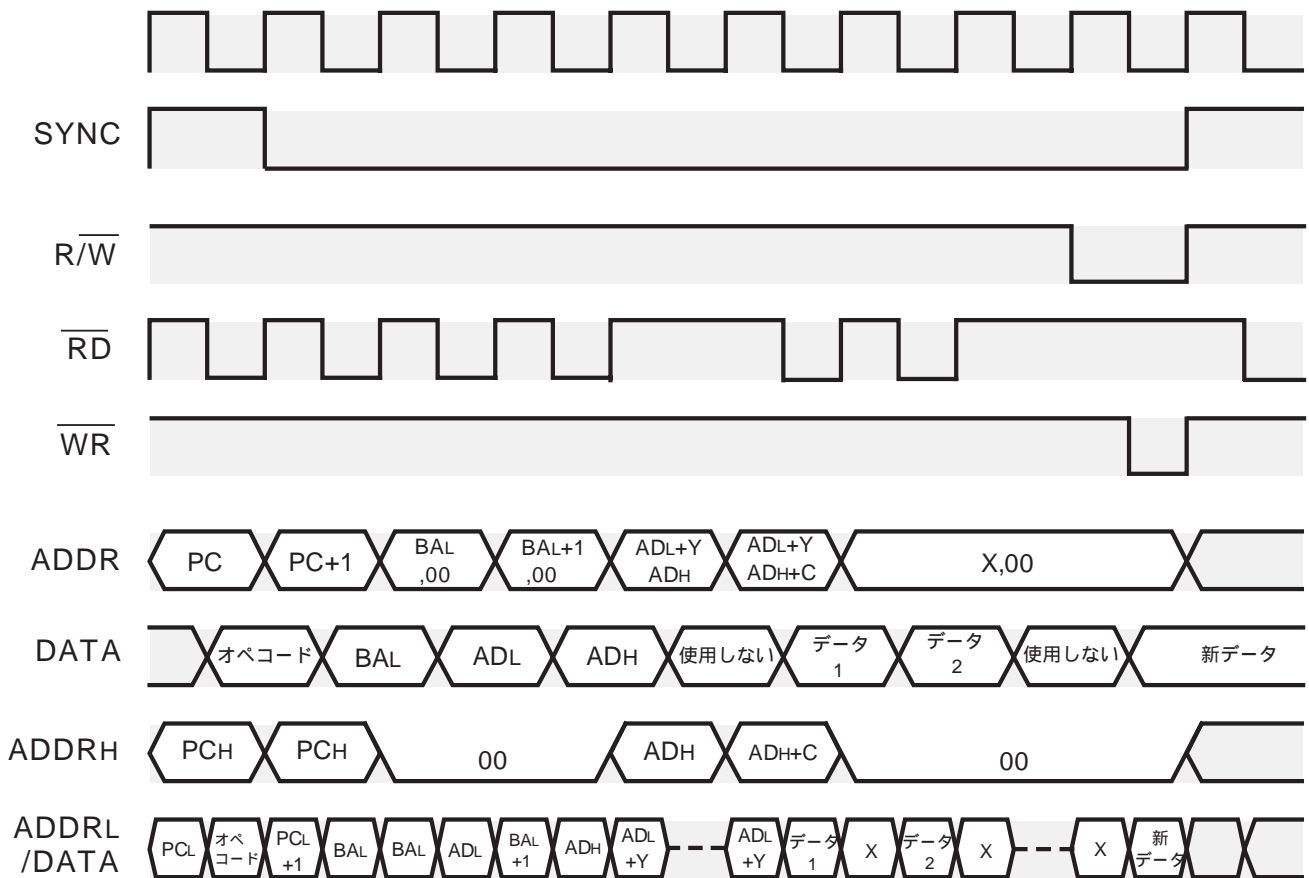 SYNC
R/W
RD
WR
ADDR
PC
PC+1
BAL
,00
BAL+1
,00
ADL+Y
ADH
ADL+Y
ADH+C
X,00
DATA
オペコード
BAL
ADL
ADH
使用しない
データ
1
データ
2
使用しない
新データ
ADDRH
PCH
PCH
00
ADH
ADH+C
00
ADDRL
/DATA
PCL
オペ
コード
PCL
+1
BAL
BAL
ADL
BAL
+1
ADH
ADL
+Y
ADL
+Y
データ
1
X
データ
2
X
X
新
データ